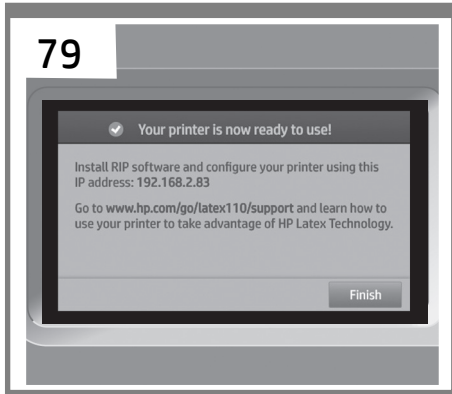 79
Your printer is now ready to use!
Install RIP software and configure your printer using this
IP address: 192.168.2.83
Go to www.hp.com/go/latex110/support and learn how to
use your printer to take advantage of HP Latex Technology.
Finish